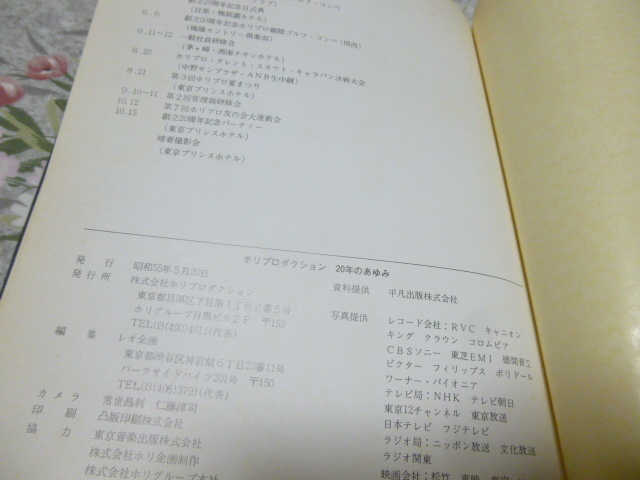 6.6
創立20周年記念ホリプロ親睦ゴルフ・コンペ(関西)
(城陽カントリー倶楽部)
6.11~12 一般社員研修会
(茅ヶ崎・湘南チサンホテル)
8.20 ホリプロ・タレント・スカウト・キャラバン決戦大会
(中野サンプラザ・ANB生中継)
8.21 第3回ホリプロ夏まつり
(東京プリンスホテル)
9.10~11 第2回管理職研修会
10.12 第7回ホリプロ友の会大運動会
10.15 創立20周年記念パーティー
(東京プリンスホテル)
晴着撮影会
(東京プリンスホテル)
ホリプロダクション 20年のあゆみ
発行 昭和55年5月20日
発行所 株式会社ホリプロダクション
東京都目黒区下目黒1丁目2番5号
ホリグループ目黒ビル2F 〒153
TEL03(490)4611(代表)
編集 レオ企画
東京都渋谷区神宮前6丁目22番11号
パークサイドハイツ201号 〒150
TEL03(406)3791(代表)
カメラ 常世昌利 仁藤淳司
印刷 凸版印刷株式会社
協力 東京音楽出版株式会社
株式会社ホリ企画制作
株式会社ホリグループ本社
資料提供 平凡出版株式会社
写真提供 レコード会社:RVC キャニオン
キング クラウン コロムビア
CBSソニー 東芝EMI 徳間音工
ビクター フィリップス ポリドール
ワーナー・パイオニア
テレビ局:NHK テレビ朝日
東京12チャンネル 東京放送
日本テレビ フジテレビ
ラジオ局:ニッポン放送 文化放送
ラジオ関東
映画会社:松竹 東映 東宝